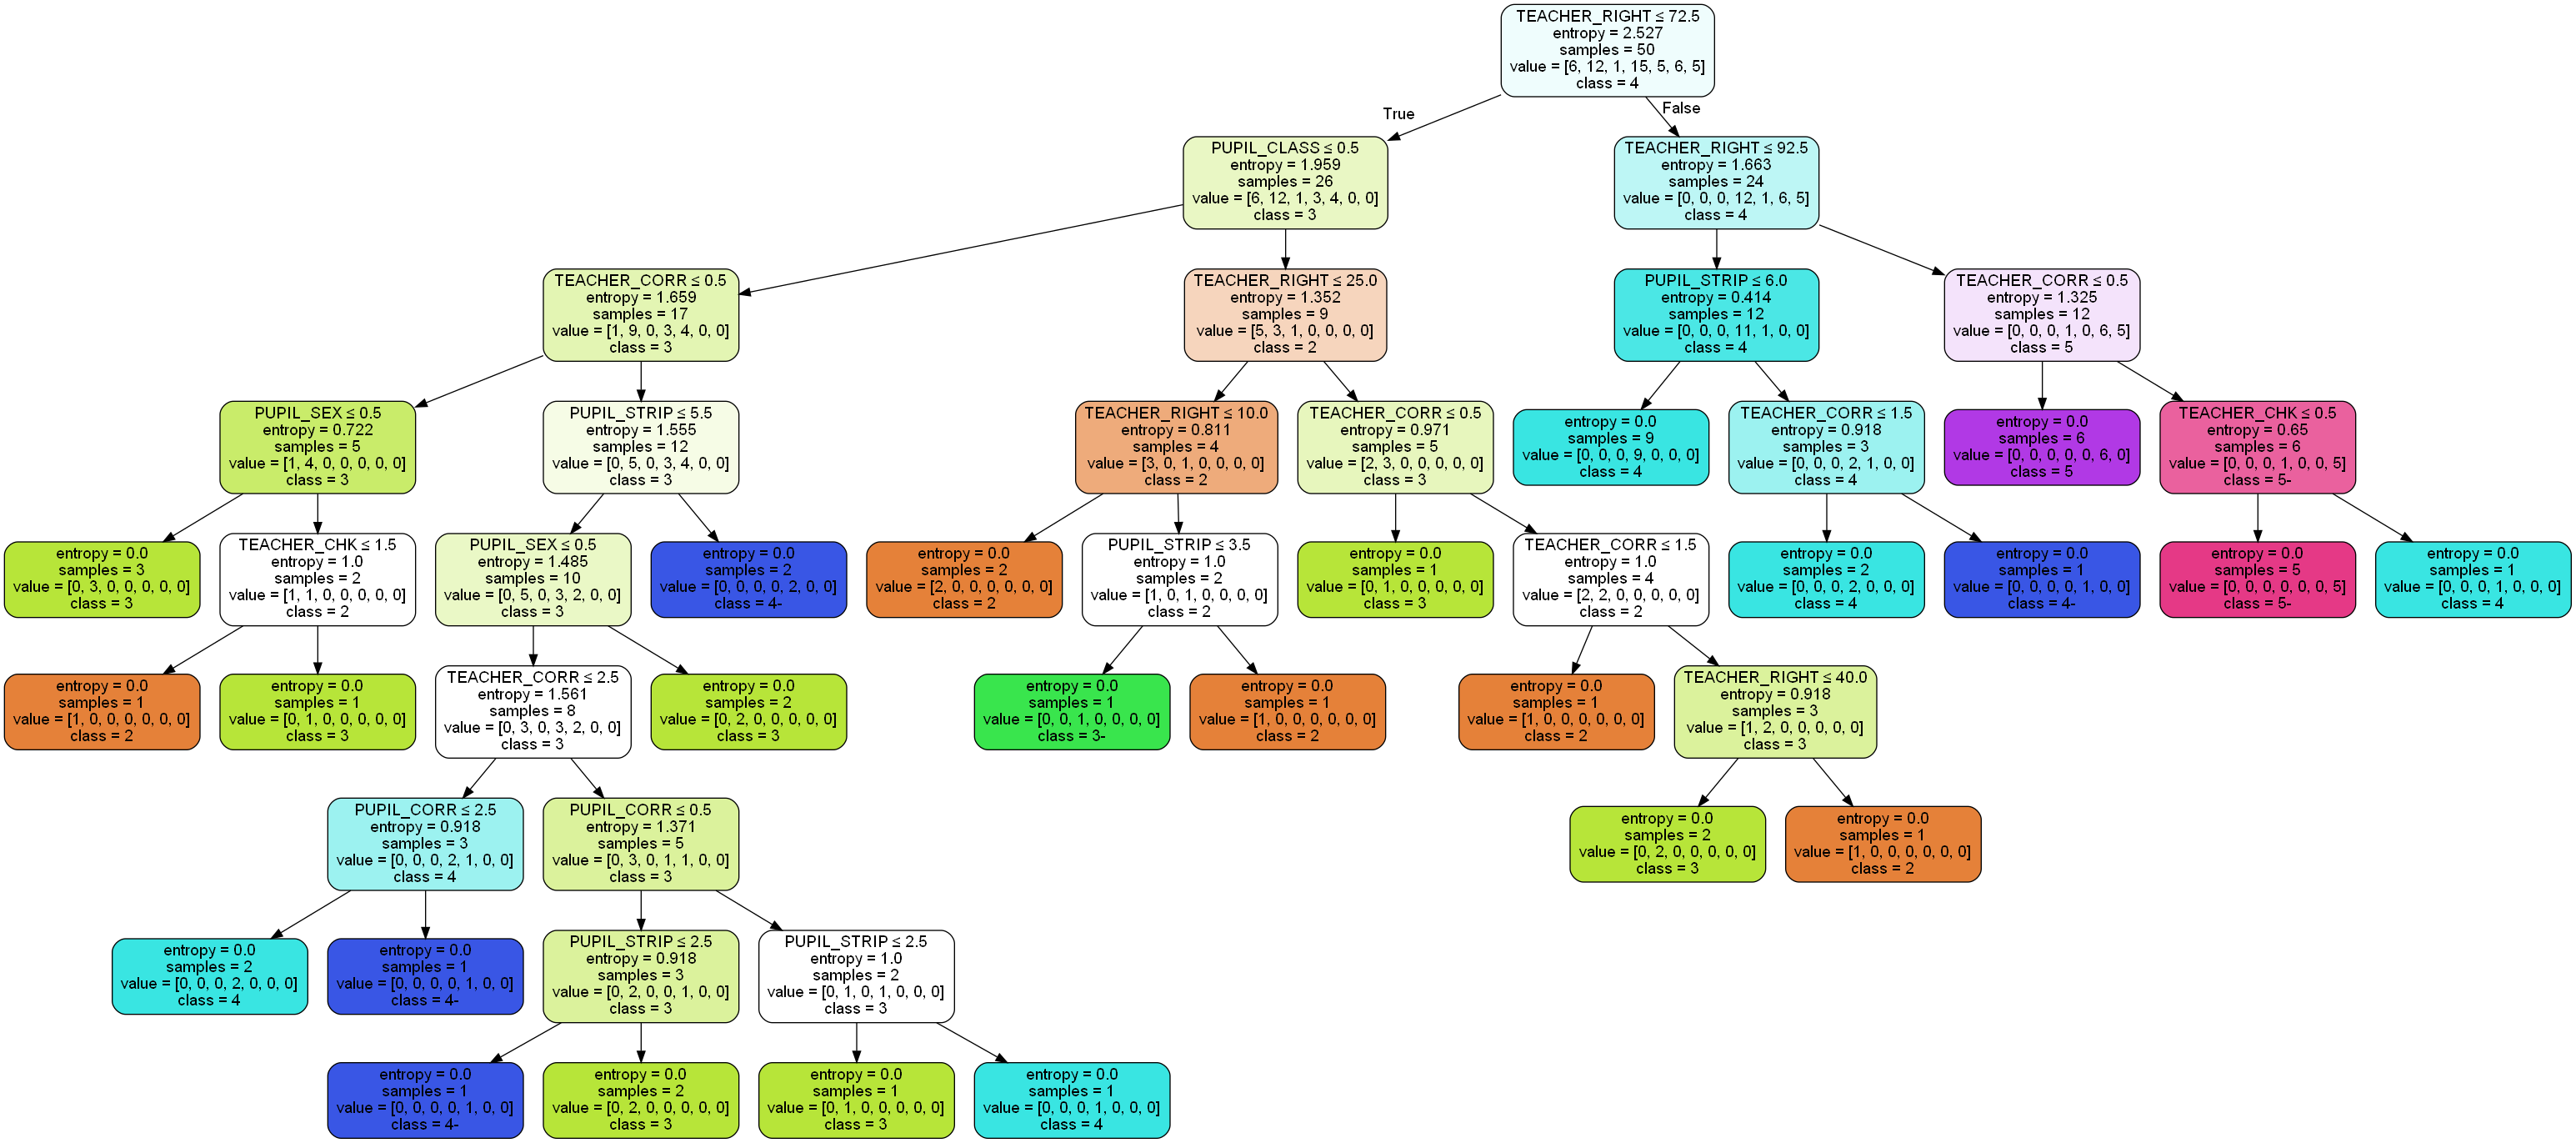 TEACHER_RIGHT ≤ 72.5
entropy = 2.527
samples = 50
value = [6, 12, 1, 15, 5, 6, 5]
class = 4
True
False
PUPIL_CLASS ≤ 0.5
entropy = 1.959
samples = 26
value = [6, 12, 1, 3, 4, 0, 0]
class = 3
TEACHER_RIGHT ≤ 92.5
entropy = 1.663
samples = 24
value = [0, 0, 0, 12, 1, 6, 5]
class = 4
TEACHER_CORR ≤ 0.5
entropy = 1.659
samples = 17
value = [1, 9, 0, 3, 4, 0, 0]
class = 3
TEACHER_RIGHT ≤ 25.0
entropy = 1.352
samples = 9
value = [5, 3, 1, 0, 0, 0, 0]
class = 2
PUPIL_STRIP ≤ 6.0
entropy = 0.414
samples = 12
value = [0, 0, 0, 11, 1, 0, 0]
class = 4
TEACHER_CORR ≤ 0.5
entropy = 1.325
samples = 12
value = [0, 0, 0, 1, 0, 6, 5]
class = 5
PUPIL_SEX ≤ 0.5
entropy = 0.722
samples = 5
value = [1, 4, 0, 0, 0, 0, 0]
class = 3
PUPIL_STRIP ≤ 5.5
entropy = 1.555
samples = 12
value = [0, 5, 0, 3, 4, 0, 0]
class = 3
TEACHER_RIGHT ≤ 10.0
entropy = 0.811
samples = 4
value = [3, 0, 1, 0, 0, 0, 0]
class = 2
TEACHER_CORR ≤ 0.5
entropy = 0.971
samples = 5
value = [2, 3, 0, 0, 0, 0, 0]
class = 3
entropy = 0.0
samples = 9
value = [0, 0, 0, 9, 0, 0, 0]
class = 4
TEACHER_CORR ≤ 1.5
entropy = 0.918
samples = 3
value = [0, 0, 0, 2, 1, 0, 0]
class = 4
entropy = 0.0
samples = 6
value = [0, 0, 0, 0, 0, 6, 0]
class = 5
TEACHER_CHK ≤ 0.5
entropy = 0.65
samples = 6
value = [0, 0, 0, 1, 0, 0, 5]
class = 5-
entropy = 0.0
samples = 3
value = [0, 3, 0, 0, 0, 0, 0]
class = 3
TEACHER_CHK ≤ 1.5
entropy = 1.0
samples = 2
value = [1, 1, 0, 0, 0, 0, 0]
class = 2
PUPIL_SEX ≤ 0.5
entropy = 1.485
samples = 10
value = [0, 5, 0, 3, 2, 0, 0]
class = 3
entropy = 0.0
samples = 2
value = [0, 0, 0, 0, 2, 0, 0]
class = 4-
entropy = 0.0
samples = 2
value = [2, 0, 0, 0, 0, 0, 0]
class = 2
PUPIL_STRIP ≤ 3.5
entropy = 1.0
samples = 2
value = [1, 0, 1, 0, 0, 0, 0]
class = 2
entropy = 0.0
samples = 1
value = [0, 1, 0, 0, 0, 0, 0]
class = 3
TEACHER_CORR ≤ 1.5
entropy = 1.0
samples = 4
value = [2, 2, 0, 0, 0, 0, 0]
class = 2
entropy = 0.0
samples = 2
value = [0, 0, 0, 2, 0, 0, 0]
class = 4
entropy = 0.0
samples = 1
value = [0, 0, 0, 0, 1, 0, 0]
class = 4-
entropy = 0.0
samples = 5
value = [0, 0, 0, 0, 0, 0, 5]
class = 5-
entropy = 0.0
samples = 1
value = [0, 0, 0, 1, 0, 0, 0]
class = 4
entropy = 0.0
samples = 1
value = [1, 0, 0, 0, 0, 0, 0]
class = 2
entropy = 0.0
samples = 1
value = [0, 1, 0, 0, 0, 0, 0]
class = 3
TEACHER_CORR ≤ 2.5
entropy = 1.561
samples = 8
value = [0, 3, 0, 3, 2, 0, 0]
class = 3
entropy = 0.0
samples = 2
value = [0, 2, 0, 0, 0, 0, 0]
class = 3
entropy = 0.0
samples = 1
value = [0, 0, 1, 0, 0, 0, 0]
class = 3-
entropy = 0.0
samples = 1
value = [1, 0, 0, 0, 0, 0, 0]
class = 2
entropy = 0.0
samples = 1
value = [1, 0, 0, 0, 0, 0, 0]
class = 2
TEACHER_RIGHT ≤ 40.0
entropy = 0.918
samples = 3
value = [1, 2, 0, 0, 0, 0, 0]
class = 3
PUPIL_CORR ≤ 2.5
entropy = 0.918
samples = 3
value = [0, 0, 0, 2, 1, 0, 0]
class = 4
PUPIL_CORR ≤ 0.5
entropy = 1.371
samples = 5
value = [0, 3, 0, 1, 1, 0, 0]
class = 3
entropy = 0.0
samples = 2
value = [0, 2, 0, 0, 0, 0, 0]
class = 3
entropy = 0.0
samples = 1
value = [1, 0, 0, 0, 0, 0, 0]
class = 2
entropy = 0.0
samples = 2
value = [0, 0, 0, 2, 0, 0, 0]
class = 4
entropy = 0.0
samples = 1
value = [0, 0, 0, 0, 1, 0, 0]
class = 4-
PUPIL_STRIP ≤ 2.5
entropy = 0.918
samples = 3
value = [0, 2, 0, 0, 1, 0, 0]
class = 3
PUPIL_STRIP ≤ 2.5
entropy = 1.0
samples = 2
value = [0, 1, 0, 1, 0, 0, 0]
class = 3
entropy = 0.0
samples = 1
value = [0, 0, 0, 0, 1, 0, 0]
class = 4-
entropy = 0.0
samples = 2
value = [0, 2, 0, 0, 0, 0, 0]
class = 3
entropy = 0.0
samples = 1
value = [0, 1, 0, 0, 0, 0, 0]
class = 3
entropy = 0.0
samples = 1
value = [0, 0, 0, 1, 0, 0, 0]
class = 4